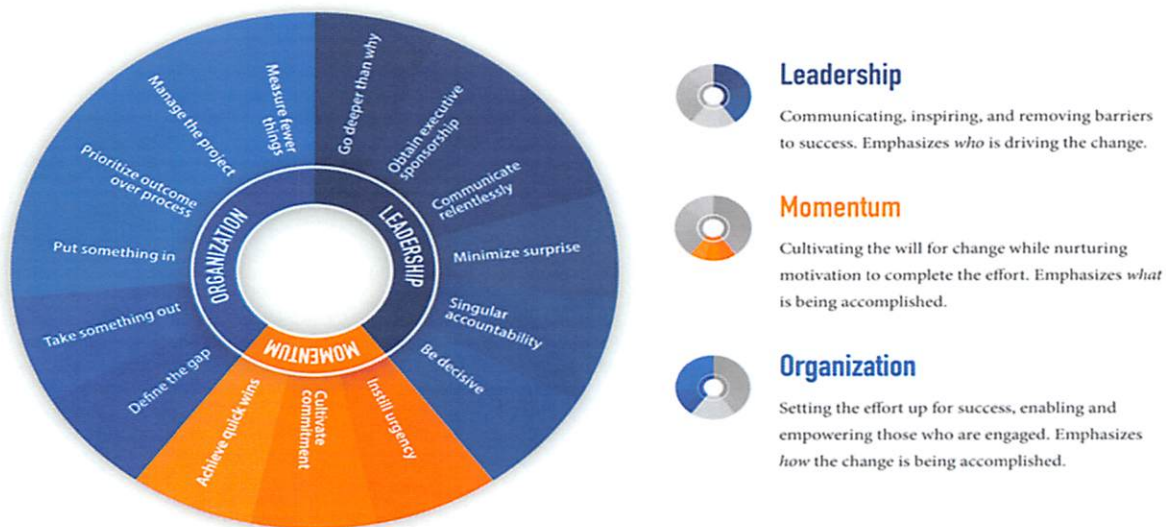 Go deeper than why
Obtain executive
sponsorship
Communicate
relentlessly
Minimize surprise
Singular
accountability
Be decisive
Instill urgency
Cultivate
commitment
Achieve quick wins
Define the gap
Take something out
Put something in
Prioritize outcome
over process
Manage the project
Measure fewer
things
LEADERSHIP
MOMENTUM
ORGANIZATION
Leadership
Communicating, inspiring, and removing barriers
to success. Emphasizes who is driving the change.
Momentum
Cultivating the will for change while nurturing
motivation to complete the effort. Emphasizes what
is being accomplished.
Organization
Setting the effort up for success, enabling and
empowering those who are engaged. Emphasizes
how the change is being accomplished.